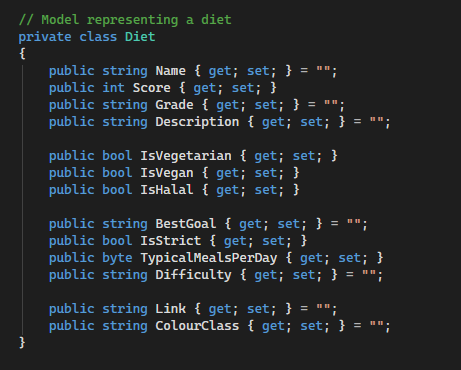 // Model representing a diet
private class Diet
{
    public string Name { get; set; } = "";
    public int Score { get; set; }
    public string Grade { get; set; } = "";
    public string Description { get; set; } = "";

    public bool IsVegetarian { get; set; }
    public bool IsVegan { get; set; }
    public bool IsHalal { get; set; }

    public string BestGoal { get; set; } = "";
    public bool IsStrict { get; set; }
    public byte TypicalMealsPerDay { get; set; }
    public string Difficulty { get; set; } = "";

    public string Link { get; set; } = "";
    public string ColourClass { get; set; } = "";
}